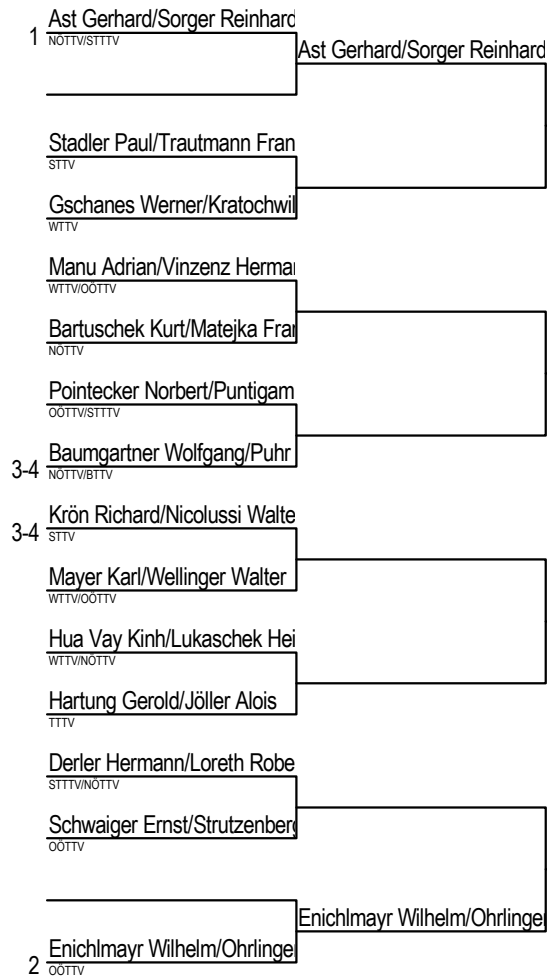 Ast Gerhard/Sorger Reinhard
1
NÖTTV/STTTV
Ast Gerhard/Sorger Reinhard
Stadler Paul/Trautmann Fran
STTV
Gschanes Werner/Kratochwil
WTTV
Manu Adrian/Vinzenz Herman
WTTV/OÖTTV
Bartuschek Kurt/Matejka Fran
NÖTTV
Pointecker Norbert/Puntigam
OÖTTV/STTTV
Baumgartner Wolfgang/Puhr
3-4
NÖTTV/BTTV
Krön Richard/Nicolussi Walte
3-4
STTV
Mayer Karl/Wellinger Walter
WTTV/OÖTTV
Hua Vay Kinh/Lukaschek Hei
WTTV/NÖTTV
Hartung Gerold/Jöller Alois
TTTV
Derler Hermann/Loreth Robe
STTTV/NÖTTV
Schwaiger Ernst/Strutzenberg
OÖTTV
Enichlmayr Wilhelm/Ohrlinger
Enichlmayr Wilhelm/Ohrlinger
2
OÖTTV